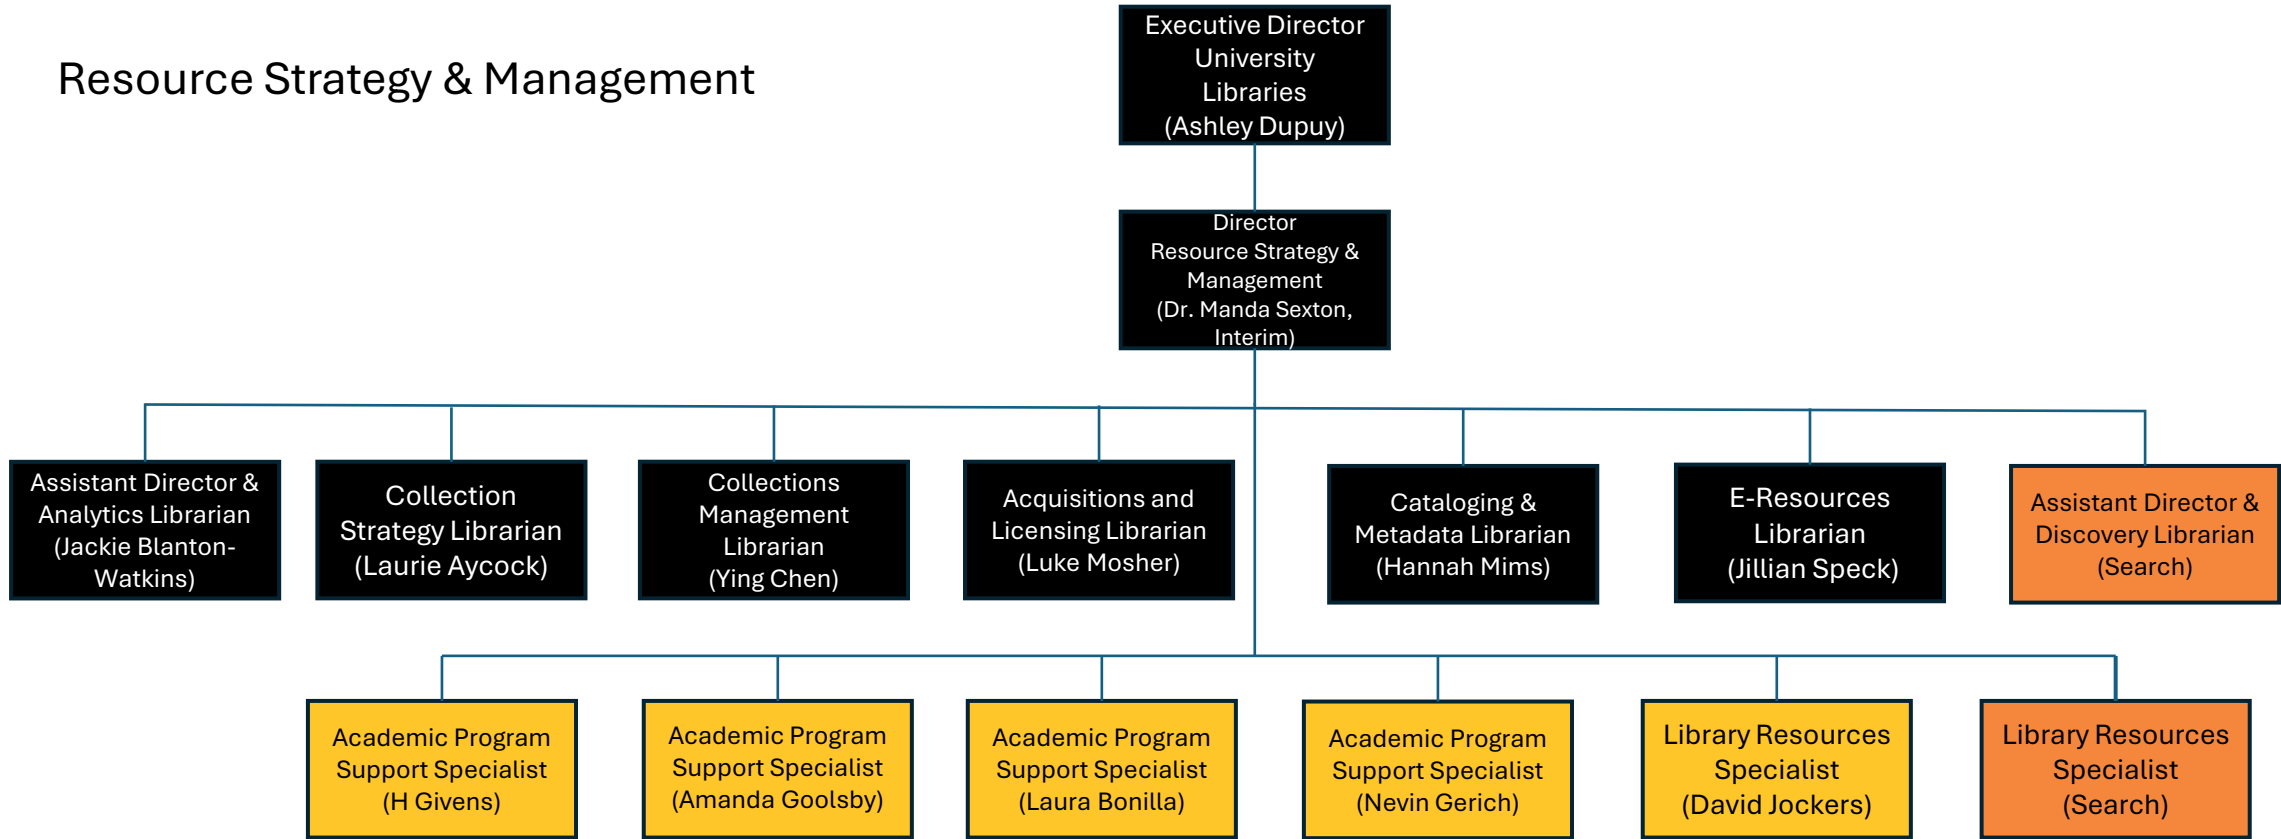 Resource Strategy & Management
Executive Director
University
Libraries
(Ashley Dupuy)
Director
Resource Strategy &
Management
(Dr. Manda Sexton,
Interim)
Assistant Director &
Analytics Librarian
(Jackie Blanton-
Watkins)
Collection
Strategy Librarian
(Laurie Aycock)
Collections
Management
Librarian
(Ying Chen)
Acquisitions and
Licensing Librarian
(Luke Mosher)
Cataloging &
Metadata Librarian
(Hannah Mims)
E-Resources
Librarian
(Jillian Speck)
Assistant Director &
Discovery Librarian
(Search)
Academic Program
Support Specialist
(H Givens)
Academic Program
Support Specialist
(Amanda Goolsby)
Academic Program
Support Specialist
(Laura Bonilla)
Academic Program
Support Specialist
(Nevin Gerich)
Library Resources
Specialist
(David Jockers)
Library Resources
Specialist
(Search)